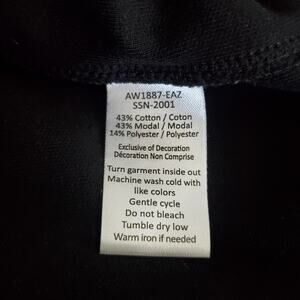 AW1887-EAZ
SSN-2001
43% Cotton / Coton
43% Modal / Modal
14% Polyester / Polyester
Exclusive of Decoration
Décoration Non Comprise
Turn garment inside out
Machine wash cold with
like colors
Gentle cycle
Do not bleach
Tumble dry low
Warm iron if needed